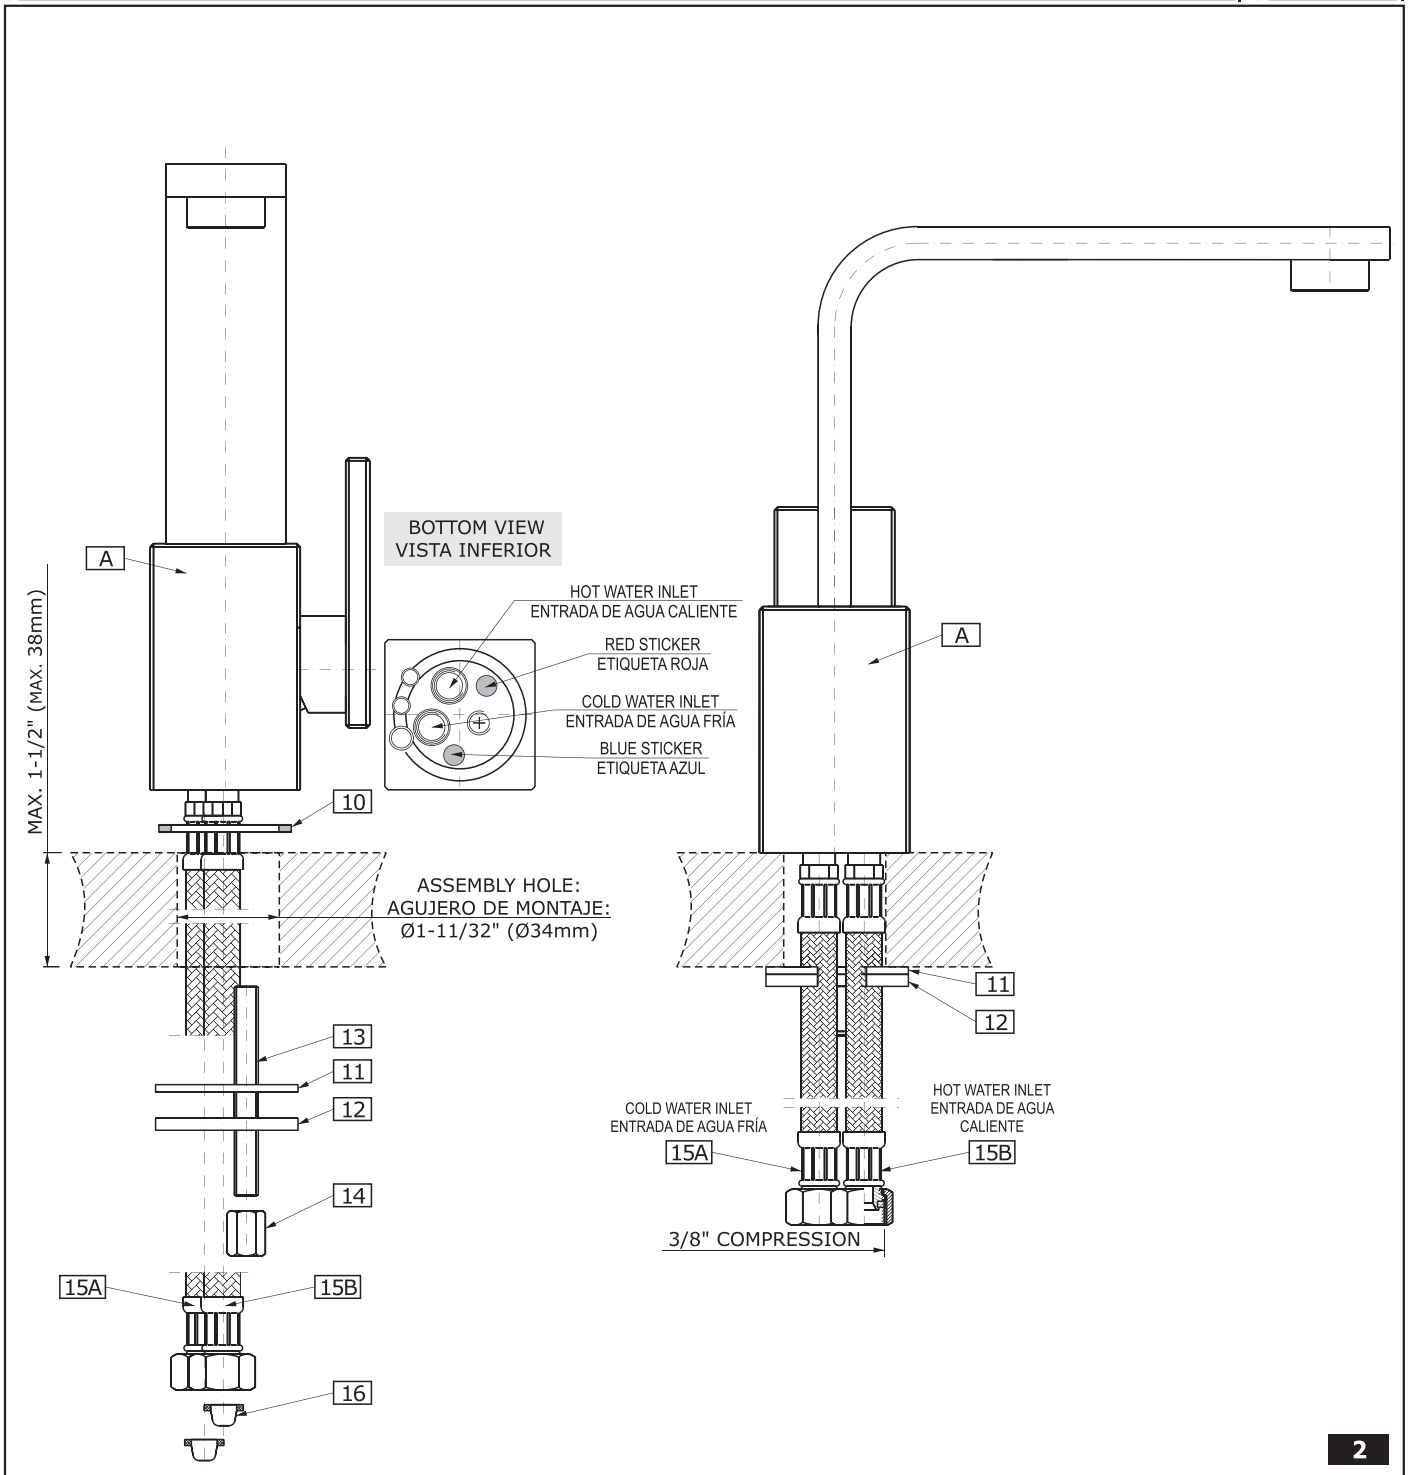 BOTTOM VIEW
VISTA INFERIOR
A
HOT WATER INLET
ENTRADA DE AGUA CALIENTE
RED STICKER
ETIQUETA ROJA
COLD WATER INLET
ENTRADA DE AGUA FRÍA
BLUE STICKER
ETIQUETA AZUL
A
MAX. 1-1/2" (MAX. 38mm)
10
ASSEMBLY HOLE:
AGUJERO DE MONTAJE:
Ø1-11/32" (Ø34mm)
11
12
13
11
12
14
15A
15B
16
COLD WATER INLET
ENTRADA DE AGUA FRÍA
15A
HOT WATER INLET
ENTRADA DE AGUA
CALIENTE
15B
3/8" COMPRESSION
2